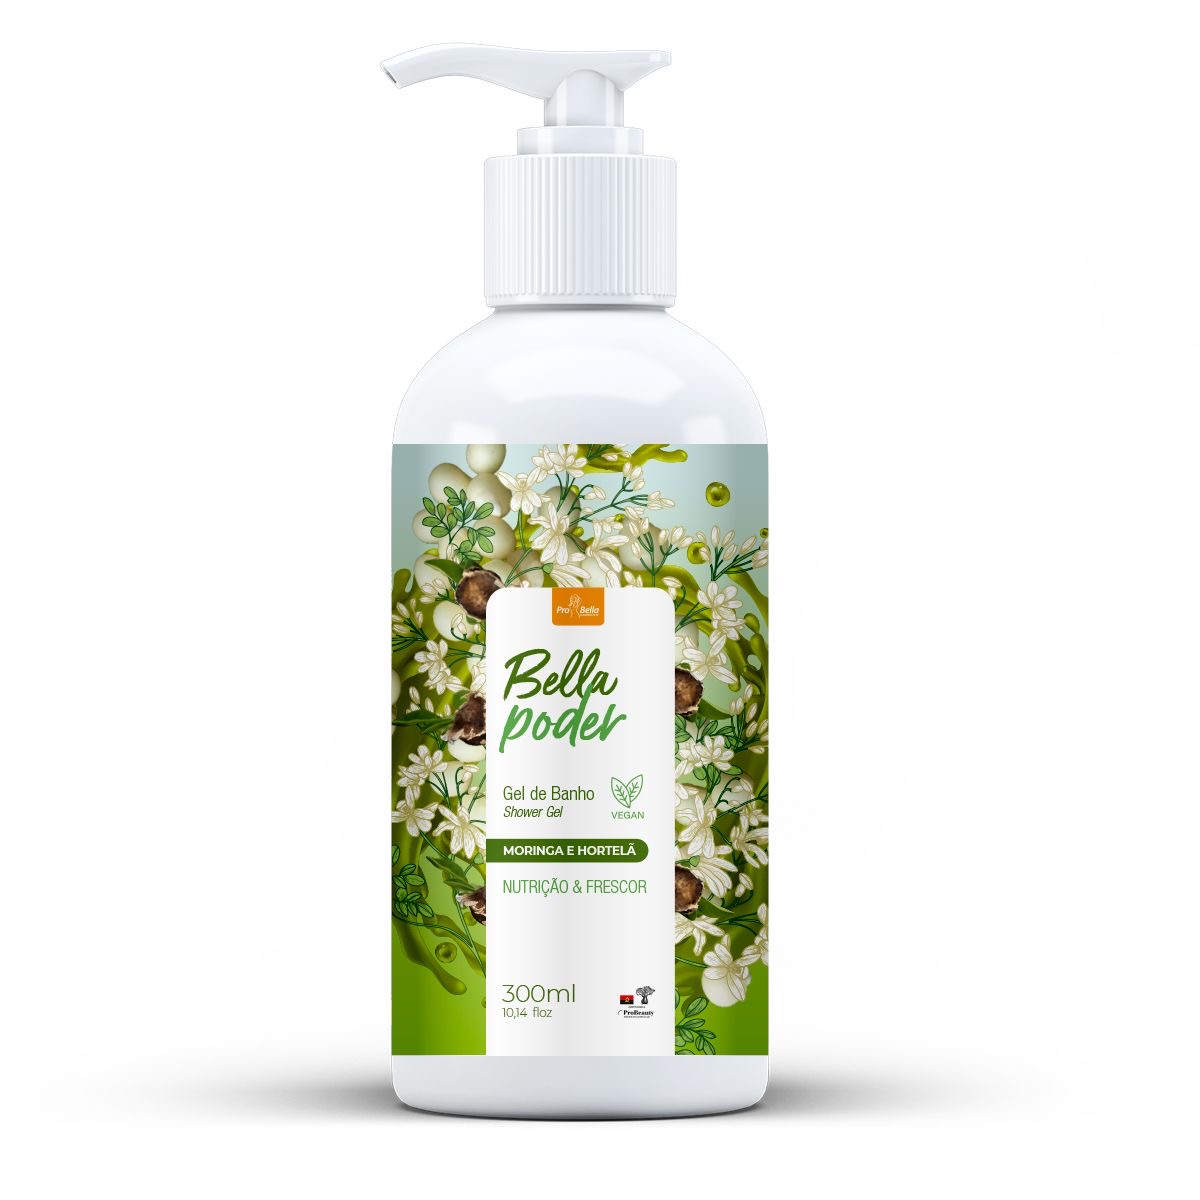 Pro Bella
Bella
poder
Gel de Banho
Shower Gel
VEGAN
MORINGA E HORTELÃ
NUTRIÇÃO & FRESCOR
300ml
10,14 floz
ProBeauty